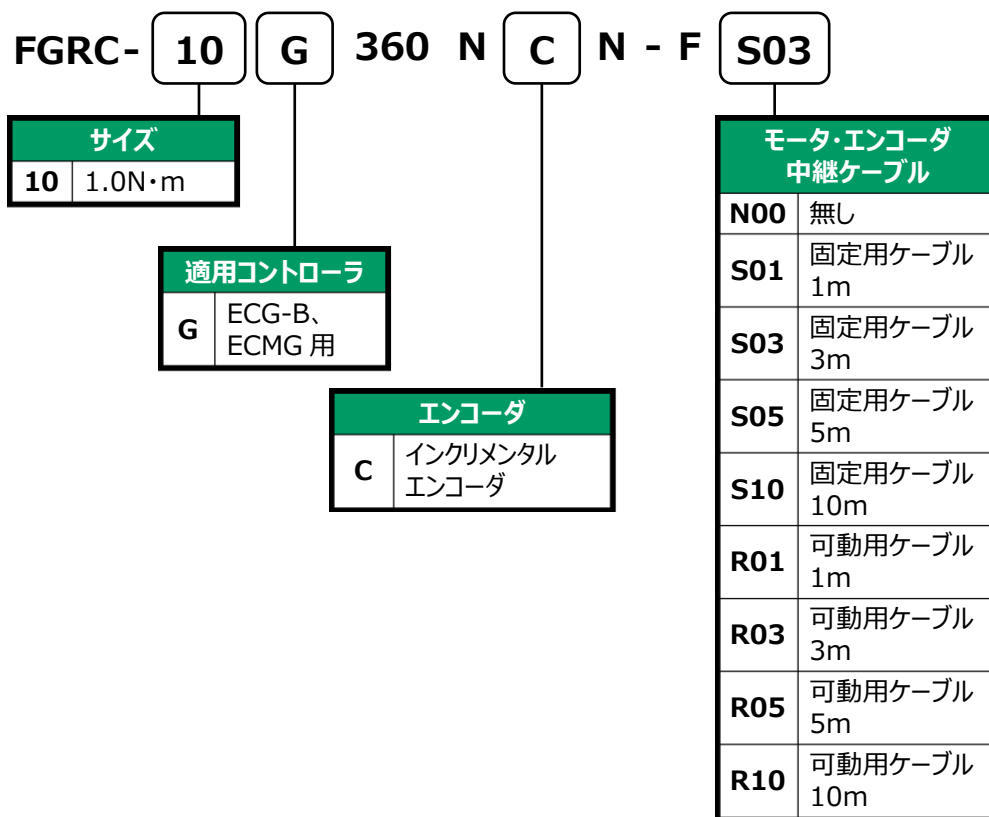 FGRC- 10 G 360 N C N - F S03
サイズ
10 1.0N･m
適用コントローラ
G ECG-B、
ECMG 用
エンコーダ
C インクリメンタル
エンコーダ
モータ・エンコーダ
中継ケーブル
N00 無し
S01 固定用ケーブル
1m
S03 固定用ケーブル
3m
S05 固定用ケーブル
5m
S10 固定用ケーブル
10m
R01 可動用ケーブル
1m
R03 可動用ケーブル
3m
R05 可動用ケーブル
5m
R10 可動用ケーブル
10m